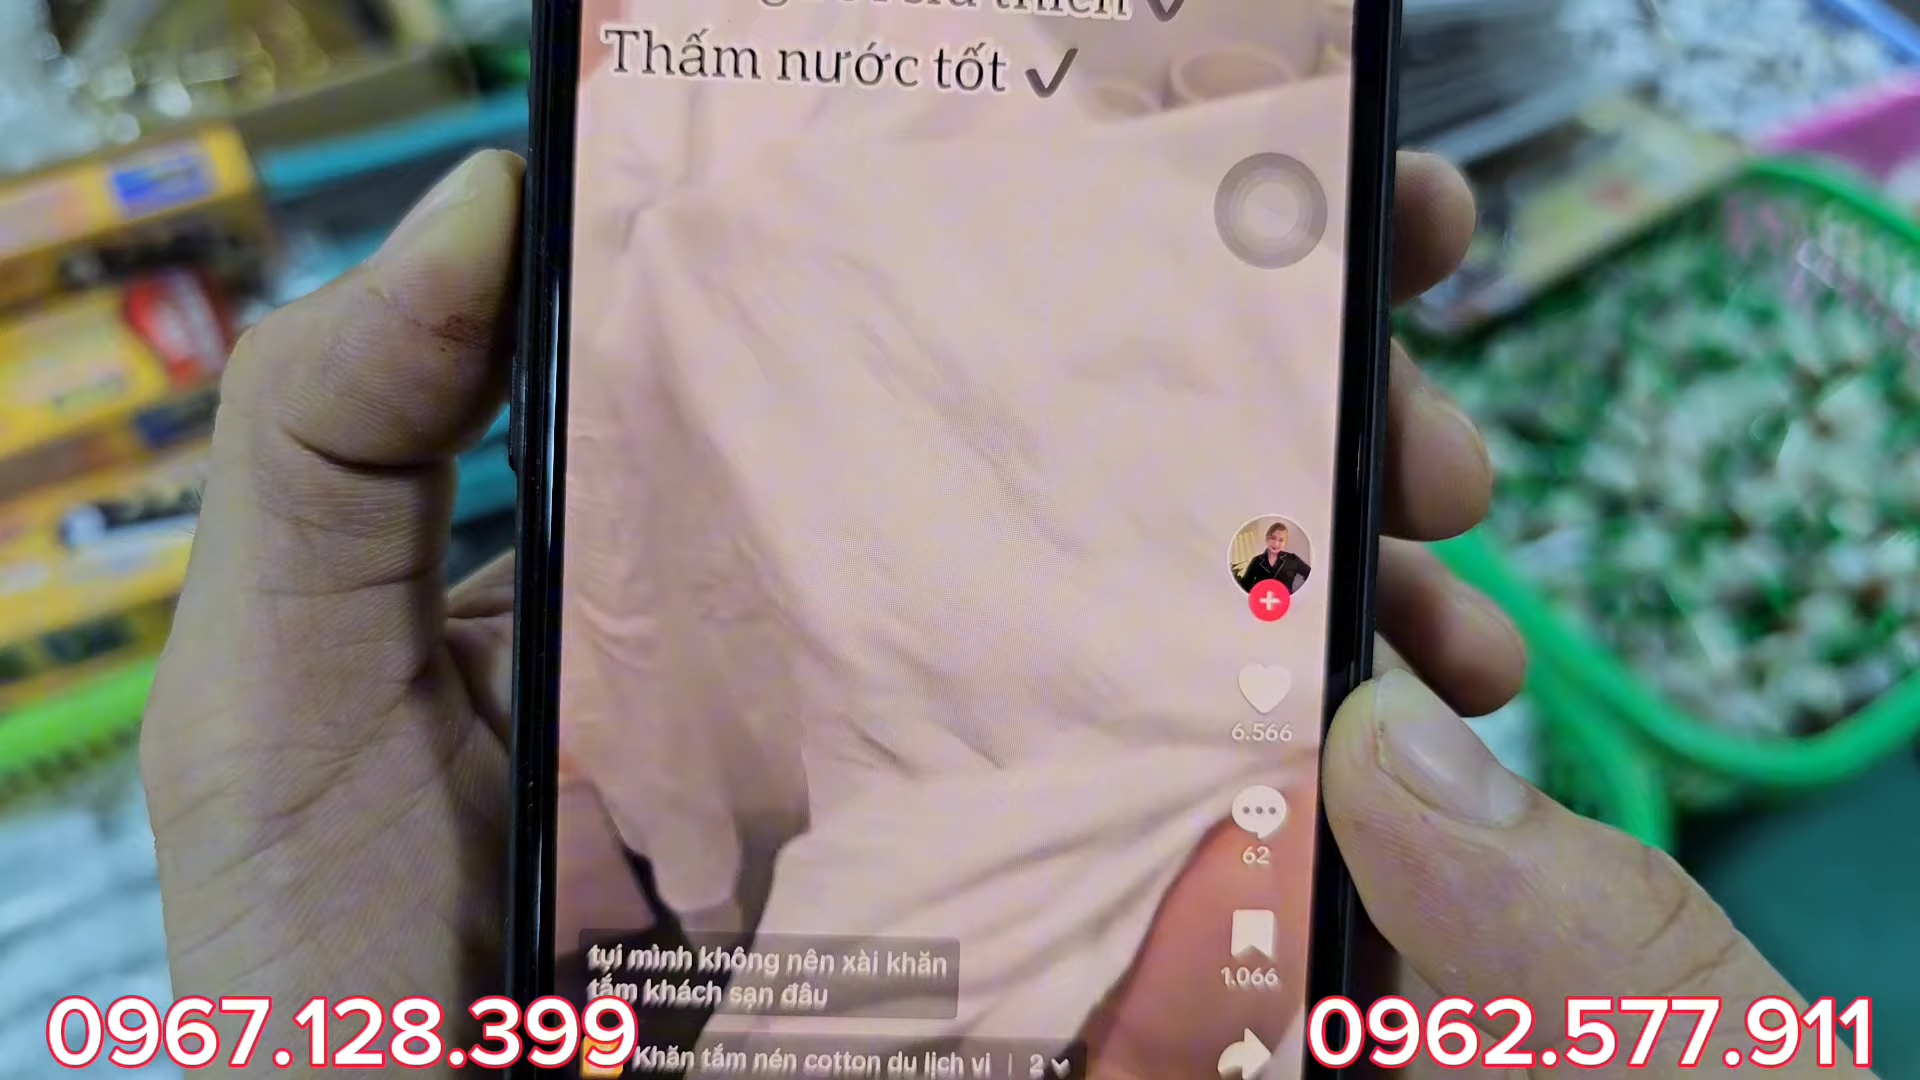 Thấm nước tốt ✓
6.566
62
1.066
tụi mình không nên xài khăn
tắm khách sạn đâu
Khăn tắm nén cotton du lịch vi | 2
0967.128.399
0962.577.911